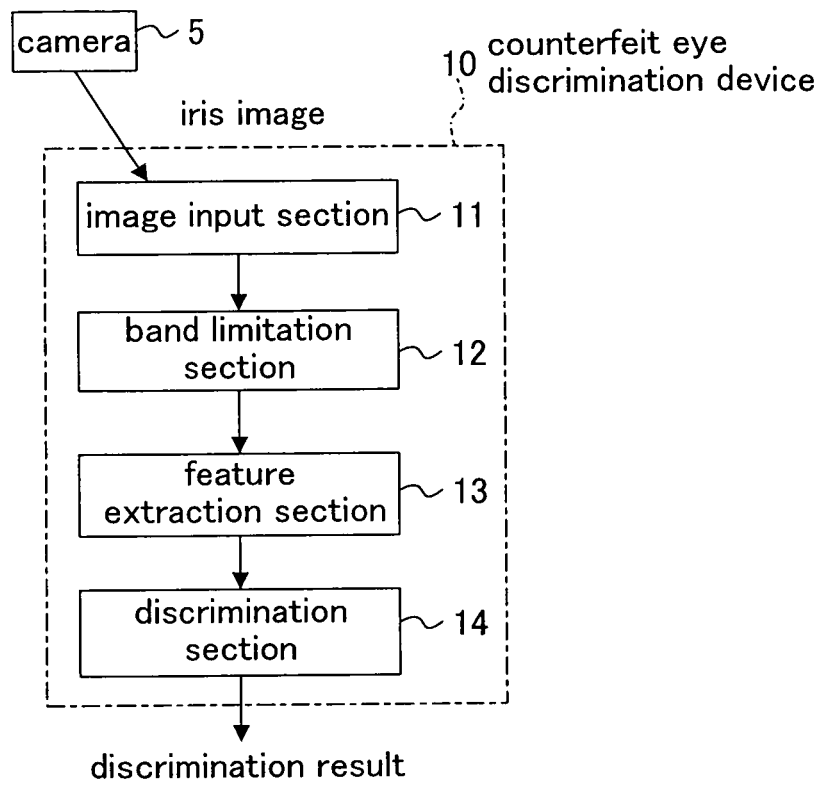 camera 5
10 counterfeit eye
discrimination device
iris image
image input section 11
band limitation
section 12
feature
extraction section 13
discrimination
section 14
discrimination result